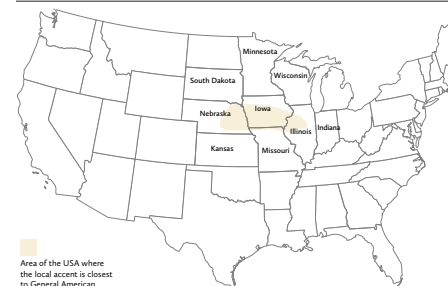 Minnesota
Wisconsin
South Dakota
Iowa
Nebraska
Illinois
Indiana
Kansas
Missouri
Area of the USA where
the local accent is closest
to General American